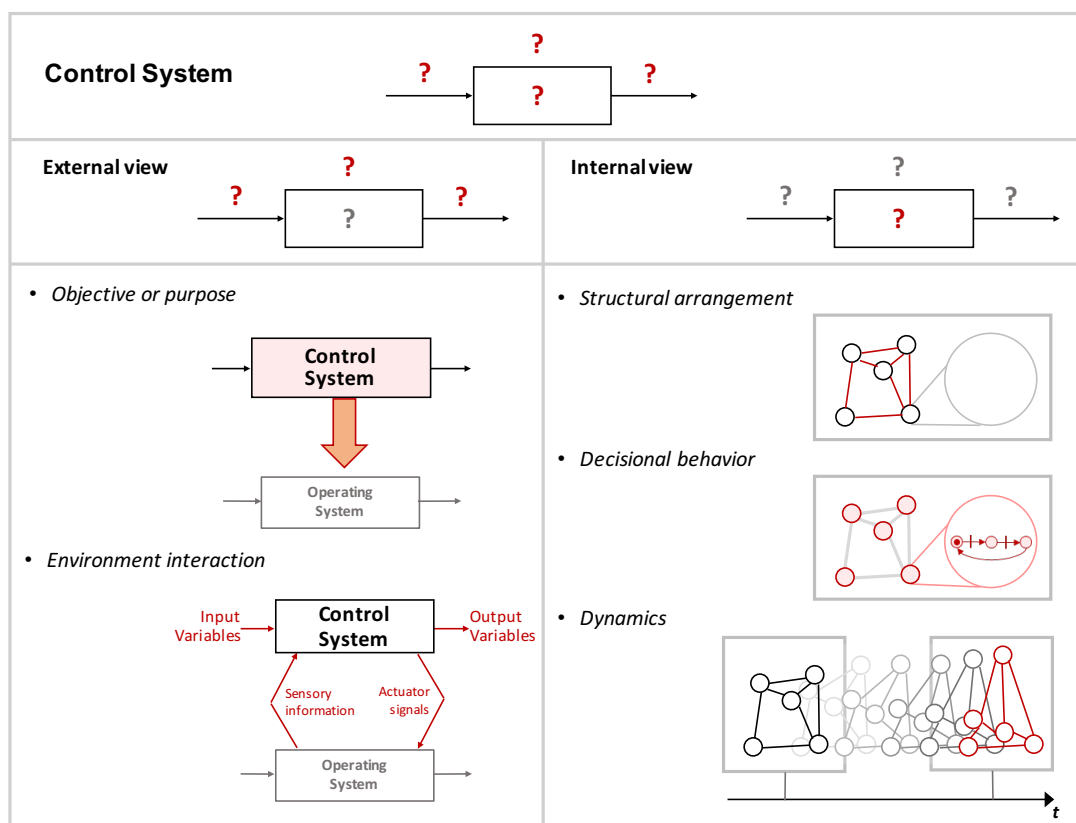 Control System
?
?
?
?
External view
?
?
?
?
Internal view
?
?
?
?
• Objective or purpose
Control
System
Operating
System
• Environment interaction
Input
Variables
Control
System
Output
Variables
Sensory
information
Actuator
signals
Operating
System
• Structural arrangement
• Decisional behavior
• Dynamics
t